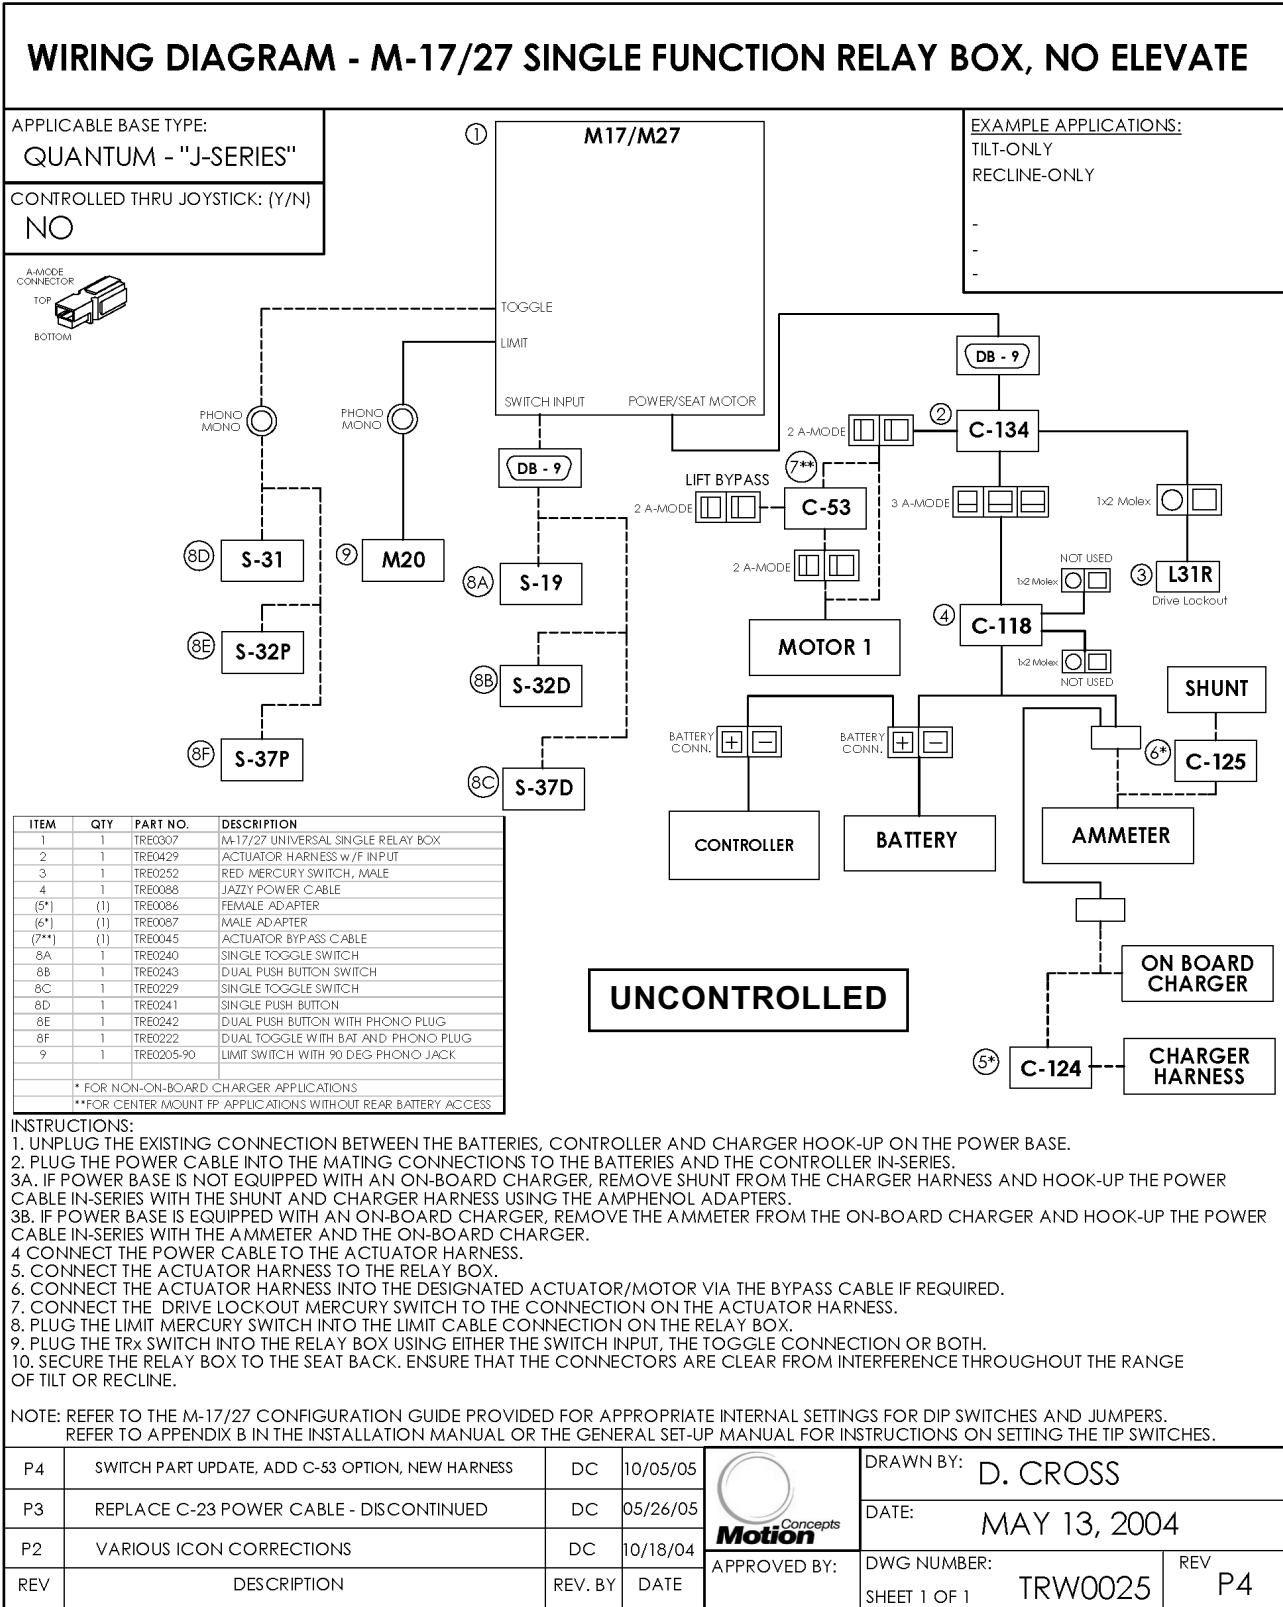 WIRING DIAGRAM - M-17/27 SINGLE FUNCTION RELAY BOX, NO ELEVATE
APPLICABLE BASE TYPE:
QUANTUM - "J-SERIES"
CONTROLLED THRU JOYSTICK: (Y/N)
NO
EXAMPLE APPLICATIONS:
TILT-ONLY
RECLINE-ONLY
-
-
-
A-MODE
CONNECTOR
TOP
BOTTOM
1
M17/M27
TOGGLE
LIMIT
SWITCH INPUT
POWER/SEAT MOTOR
PHONO
MONO
PHONO
MONO
DB - 9
DB - 9
2 A-MODE
2
C-134
7**
LIFT BYPASS
2 A-MODE
C-53
3 A-MODE
1x2 Molex
8D
S-31
9
M20
8A
S-19
2 A-MODE
NOT USED
1x2 Molex
3
L31R
Drive Lockout
8E
S-32P
4
C-118
MOTOR 1
8B
S-32D
1x2 Molex
NOT USED
SHUNT
8F
S-37P
BATTERY
CONN.
+ -
BATTERY
CONN.
+ -
6*
C-125
8C
S-37D
CONTROLLER
BATTERY
AMMETER
ITEM QTY PART NO. DESCRIPTION
1 1 TRE0307 M-17/27 UNIVERSAL SINGLE RELAY BOX
2 1 TRE0429 ACTUATOR HARNESS w/F INPUT
3 1 TRE0252 RED MERCURY SWITCH, MALE
4 1 TRE0088 JAZZY POWER CABLE
(5*) (1) TRE0086 FEMALE ADAPTER
(6*) (1) TRE0087 MALE ADAPTER
(7**) (1) TRE0045 ACTUATOR BYPASS CABLE
8A 1 TRE0240 SINGLE TOGGLE SWITCH
8B 1 TRE0243 DUAL PUSH BUTTON SWITCH
8C 1 TRE0229 SINGLE TOGGLE SWITCH
8D 1 TRE0241 SINGLE PUSH BUTTON
8E 1 TRE0242 DUAL PUSH BUTTON WITH PHONO PLUG
8F 1 TRE0222 DUAL TOGGLE WITH BAT AND PHONO PLUG
9 1 TRE0205-90 LIMIT SWITCH WITH 90 DEG PHONO JACK
* FOR NON-ON-BOARD CHARGER APPLICATIONS
**FOR CENTER MOUNT FP APPLICATIONS WITHOUT REAR BATTERY ACCESS
UNCONTROLLED
ON BOARD
CHARGER
5*
C-124
CHARGER
HARNESS
INSTRUCTIONS:
1. UNPLUG THE EXISTING CONNECTION BETWEEN THE BATTERIES, CONTROLLER AND CHARGER HOOK-UP ON THE POWER BASE.
2. PLUG THE POWER CABLE INTO THE MATING CONNECTIONS TO THE BATTERIES AND THE CONTROLLER IN-SERIES.
3A. IF POWER BASE IS NOT EQUIPPED WITH AN ON-BOARD CHARGER, REMOVE SHUNT FROM THE CHARGER HARNESS AND HOOK-UP THE POWER
CABLE IN-SERIES WITH THE SHUNT AND CHARGER HARNESS USING THE AMPHENOL ADAPTERS.
3B. IF POWER BASE IS EQUIPPED WITH AN ON-BOARD CHARGER, REMOVE THE AMMETER FROM THE ON-BOARD CHARGER AND HOOK-UP THE POWER
CABLE IN-SERIES WITH THE AMMETER AND THE ON-BOARD CHARGER.
4 CONNECT THE POWER CABLE TO THE ACTUATOR HARNESS.
5. CONNECT THE ACTUATOR HARNESS TO THE RELAY BOX.
6. CONNECT THE ACTUATOR HARNESS INTO THE DESIGNATED ACTUATOR/MOTOR VIA THE BYPASS CABLE IF REQUIRED.
7. CONNECT THE DRIVE LOCKOUT MERCURY SWITCH TO THE CONNECTION ON THE ACTUATOR HARNESS.
8. PLUG THE LIMIT MERCURY SWITCH INTO THE LIMIT CABLE CONNECTION ON THE RELAY BOX.
9. PLUG THE TRx SWITCH INTO THE RELAY BOX USING EITHER THE SWITCH INPUT, THE TOGGLE CONNECTION OR BOTH.
10. SECURE THE RELAY BOX TO THE SEAT BACK. ENSURE THAT THE CONNECTORS ARE CLEAR FROM INTERFERENCE THROUGHOUT THE RANGE
OF TILT OR RECLINE.
NOTE: REFER TO THE M-17/27 CONFIGURATION GUIDE PROVIDED FOR APPROPRIATE INTERNAL SETTINGS FOR DIP SWITCHES AND JUMPERS.
REFER TO APPENDIX B IN THE INSTALLATION MANUAL OR THE GENERAL SET-UP MANUAL FOR INSTRUCTIONS ON SETTING THE TIP SWITCHES.
P4 SWITCH PART UPDATE, ADD C-53 OPTION, NEW HARNESS DC 10/05/05
P3 REPLACE C-23 POWER CABLE - DISCONTINUED DC 05/26/05
P2 VARIOUS ICON CORRECTIONS DC 10/18/04
REV DESCRIPTION REV. BY DATE
Motion Concepts
APPROVED BY:
DRAWN BY: D. CROSS
DATE: MAY 13, 2004
DWG NUMBER:
SHEET 1 OF 1 TRW0025
REV
P4